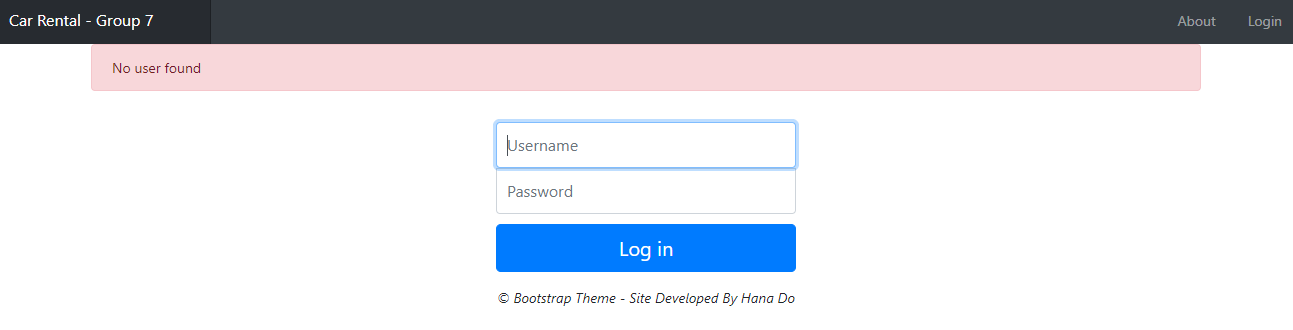 Car Rental - Group 7 About Login
No user found
Username
Password
Log in
© Bootstrap Theme - Site Developed By Hana Do